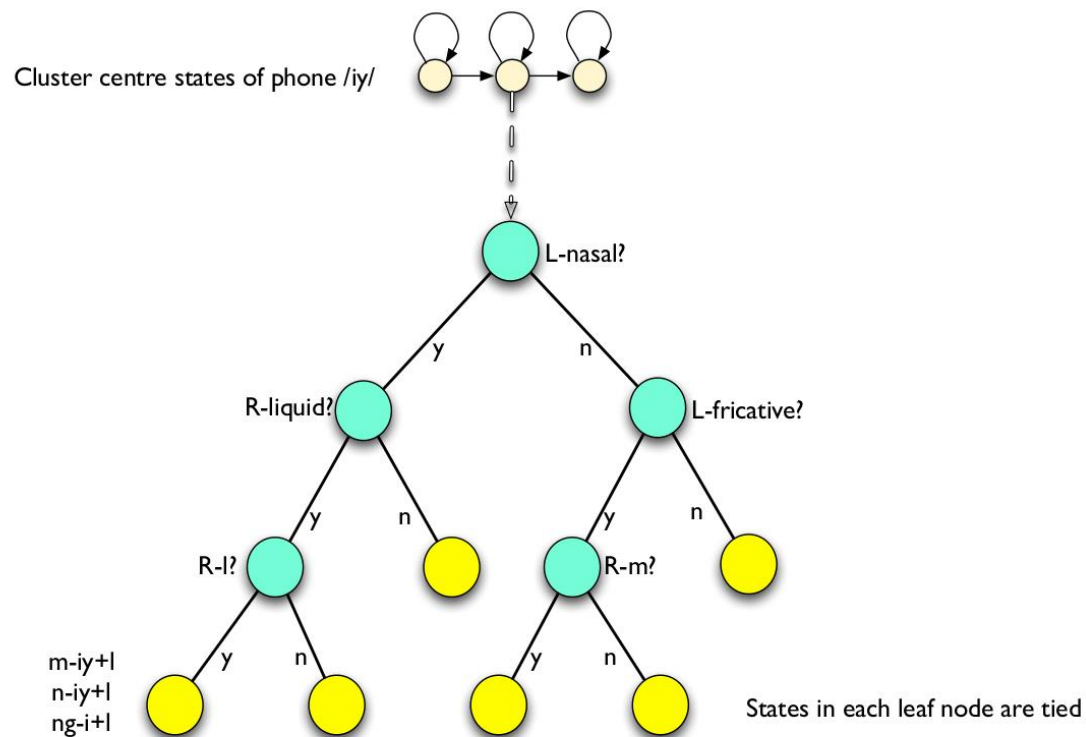 Cluster centre states of phone /iy/
L-nasal?
y
n
R-liquid?
L-fricative?
y
n
y
n
R-l?
R-m?
y
n
y
n
m-iy+l
n-iy+l
ng-i+l
States in each leaf node are tied